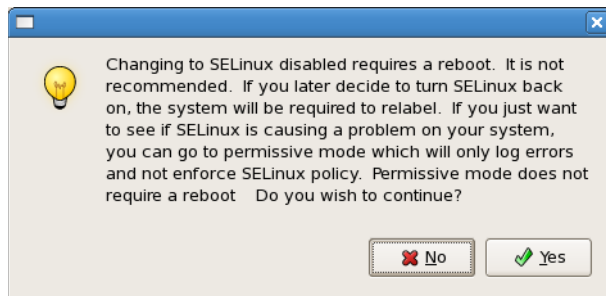 Changing to SELinux disabled requires a reboot.  It is not
recommended.  If you later decide to turn SELinux back
on, the system will be required to relabel.  If you just want
to see if SELinux is causing a problem on your system,
you can go to permissive mode which will only log errors
and not enforce SELinux policy.  Permissive mode does not
require a reboot   Do you wish to continue?
No
Yes